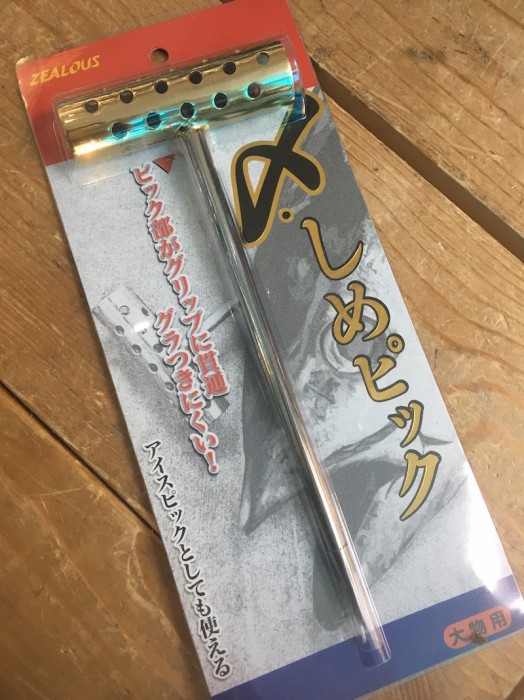 ZEALOUS
〆
しめピック
ピック部がグリップに貫通
グラつきにくい!
アイスピックとしても使える
大物用